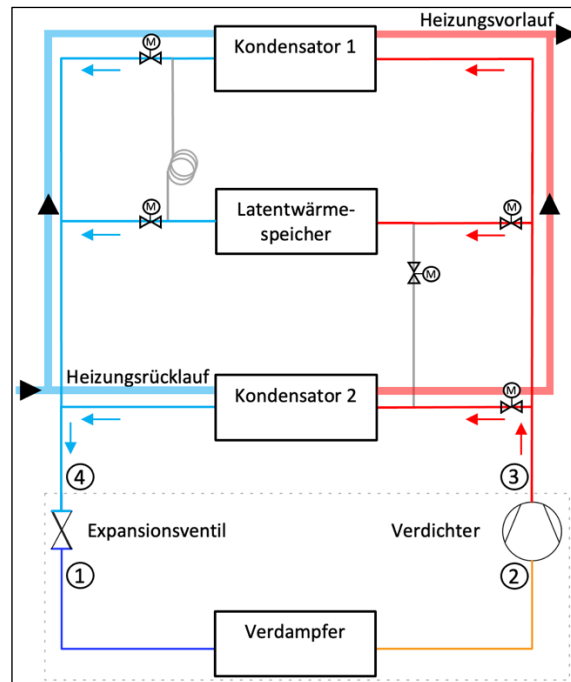 Heizungsvorlauf
M
Kondensator 1
M
Latentwärme-
speicher
M
M
Heizungsrücklauf
Kondensator 2
M
④
③
Expansionsventil
Verdichter
①
②
Verdampfer